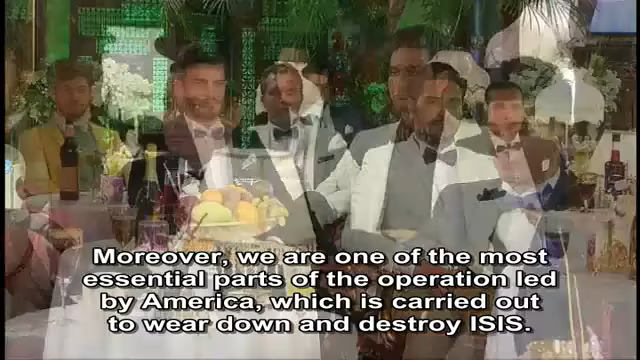 Moreover, we are one of the most
essential parts of the operation led
by America, which is carried out
to wear down and destroy ISIS.